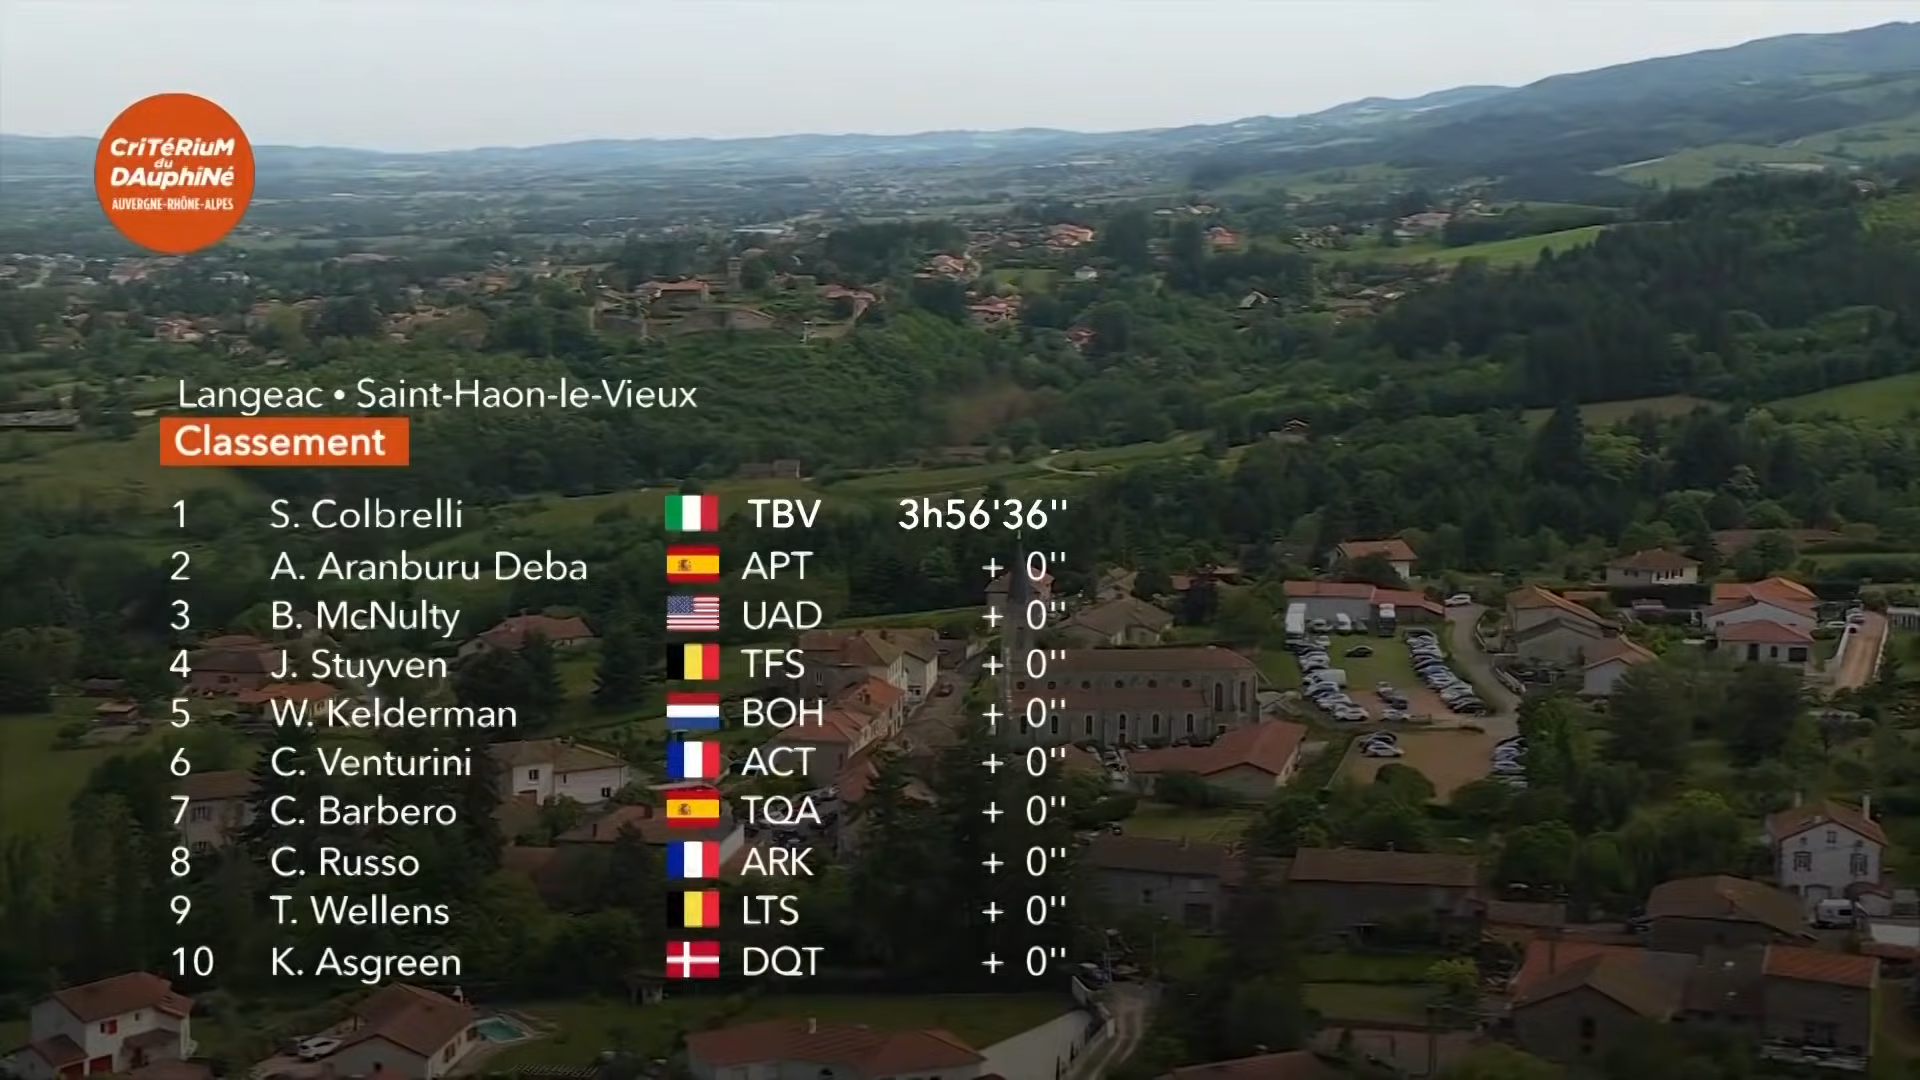 CriTéRiuM
du
DAuphiNé
AUVERGNE-RHÔNE-ALPES
Langeac • Saint-Haon-le-Vieux
Classement
1 S. Colbrelli TBV 3h56'36''
2 A. Aranburu Deba APT + 0''
3 B. McNulty UAD + 0''
4 J. Stuyven TFS + 0''
5 W. Kelderman BOH + 0''
6 C. Venturini ACT + 0''
7 C. Barbero TQA + 0''
8 C. Russo ARK + 0''
9 T. Wellens LTS + 0''
10 K. Asgreen DQT + 0''